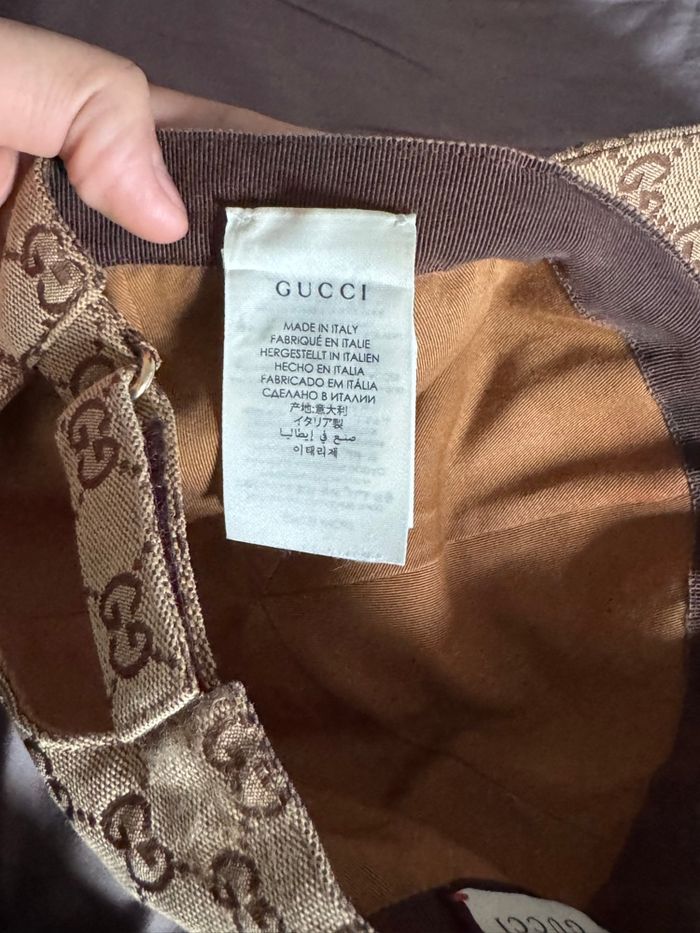 GUCCI
MADE IN ITALY
FABRIQUÉ EN ITALIE
HERGESTELLT IN ITALIEN
HECHO EN ITALIA
FABRICADO EM ITÁLIA
СДЕЛАНО В ИТАЛИИ
产地:意大利
イタリア製
صنع في إيطاليا
이태리제
GUCCI